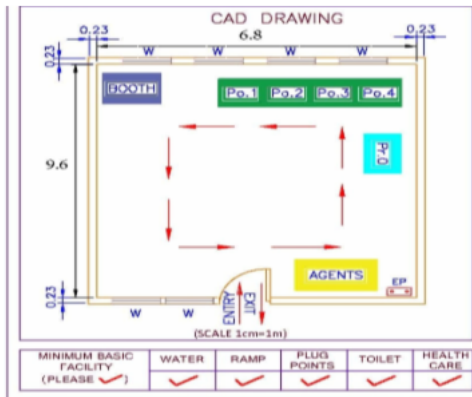 CAD DRAWING
0.23 6.8 0.23
W W W W
0.23
BOOTH Po.1 Po.2 Po.3 Po.4
Pr.O
9.6
AGENTS EP
0.23
W W ENTRY EXIT
(SCALE 1cm=1m)
MINIMUM BASIC FACILITY (PLEASE ✓) WATER RAMP PLUG POINTS TOILET HEALTH CARE
✓ ✓ ✓ ✓ ✓